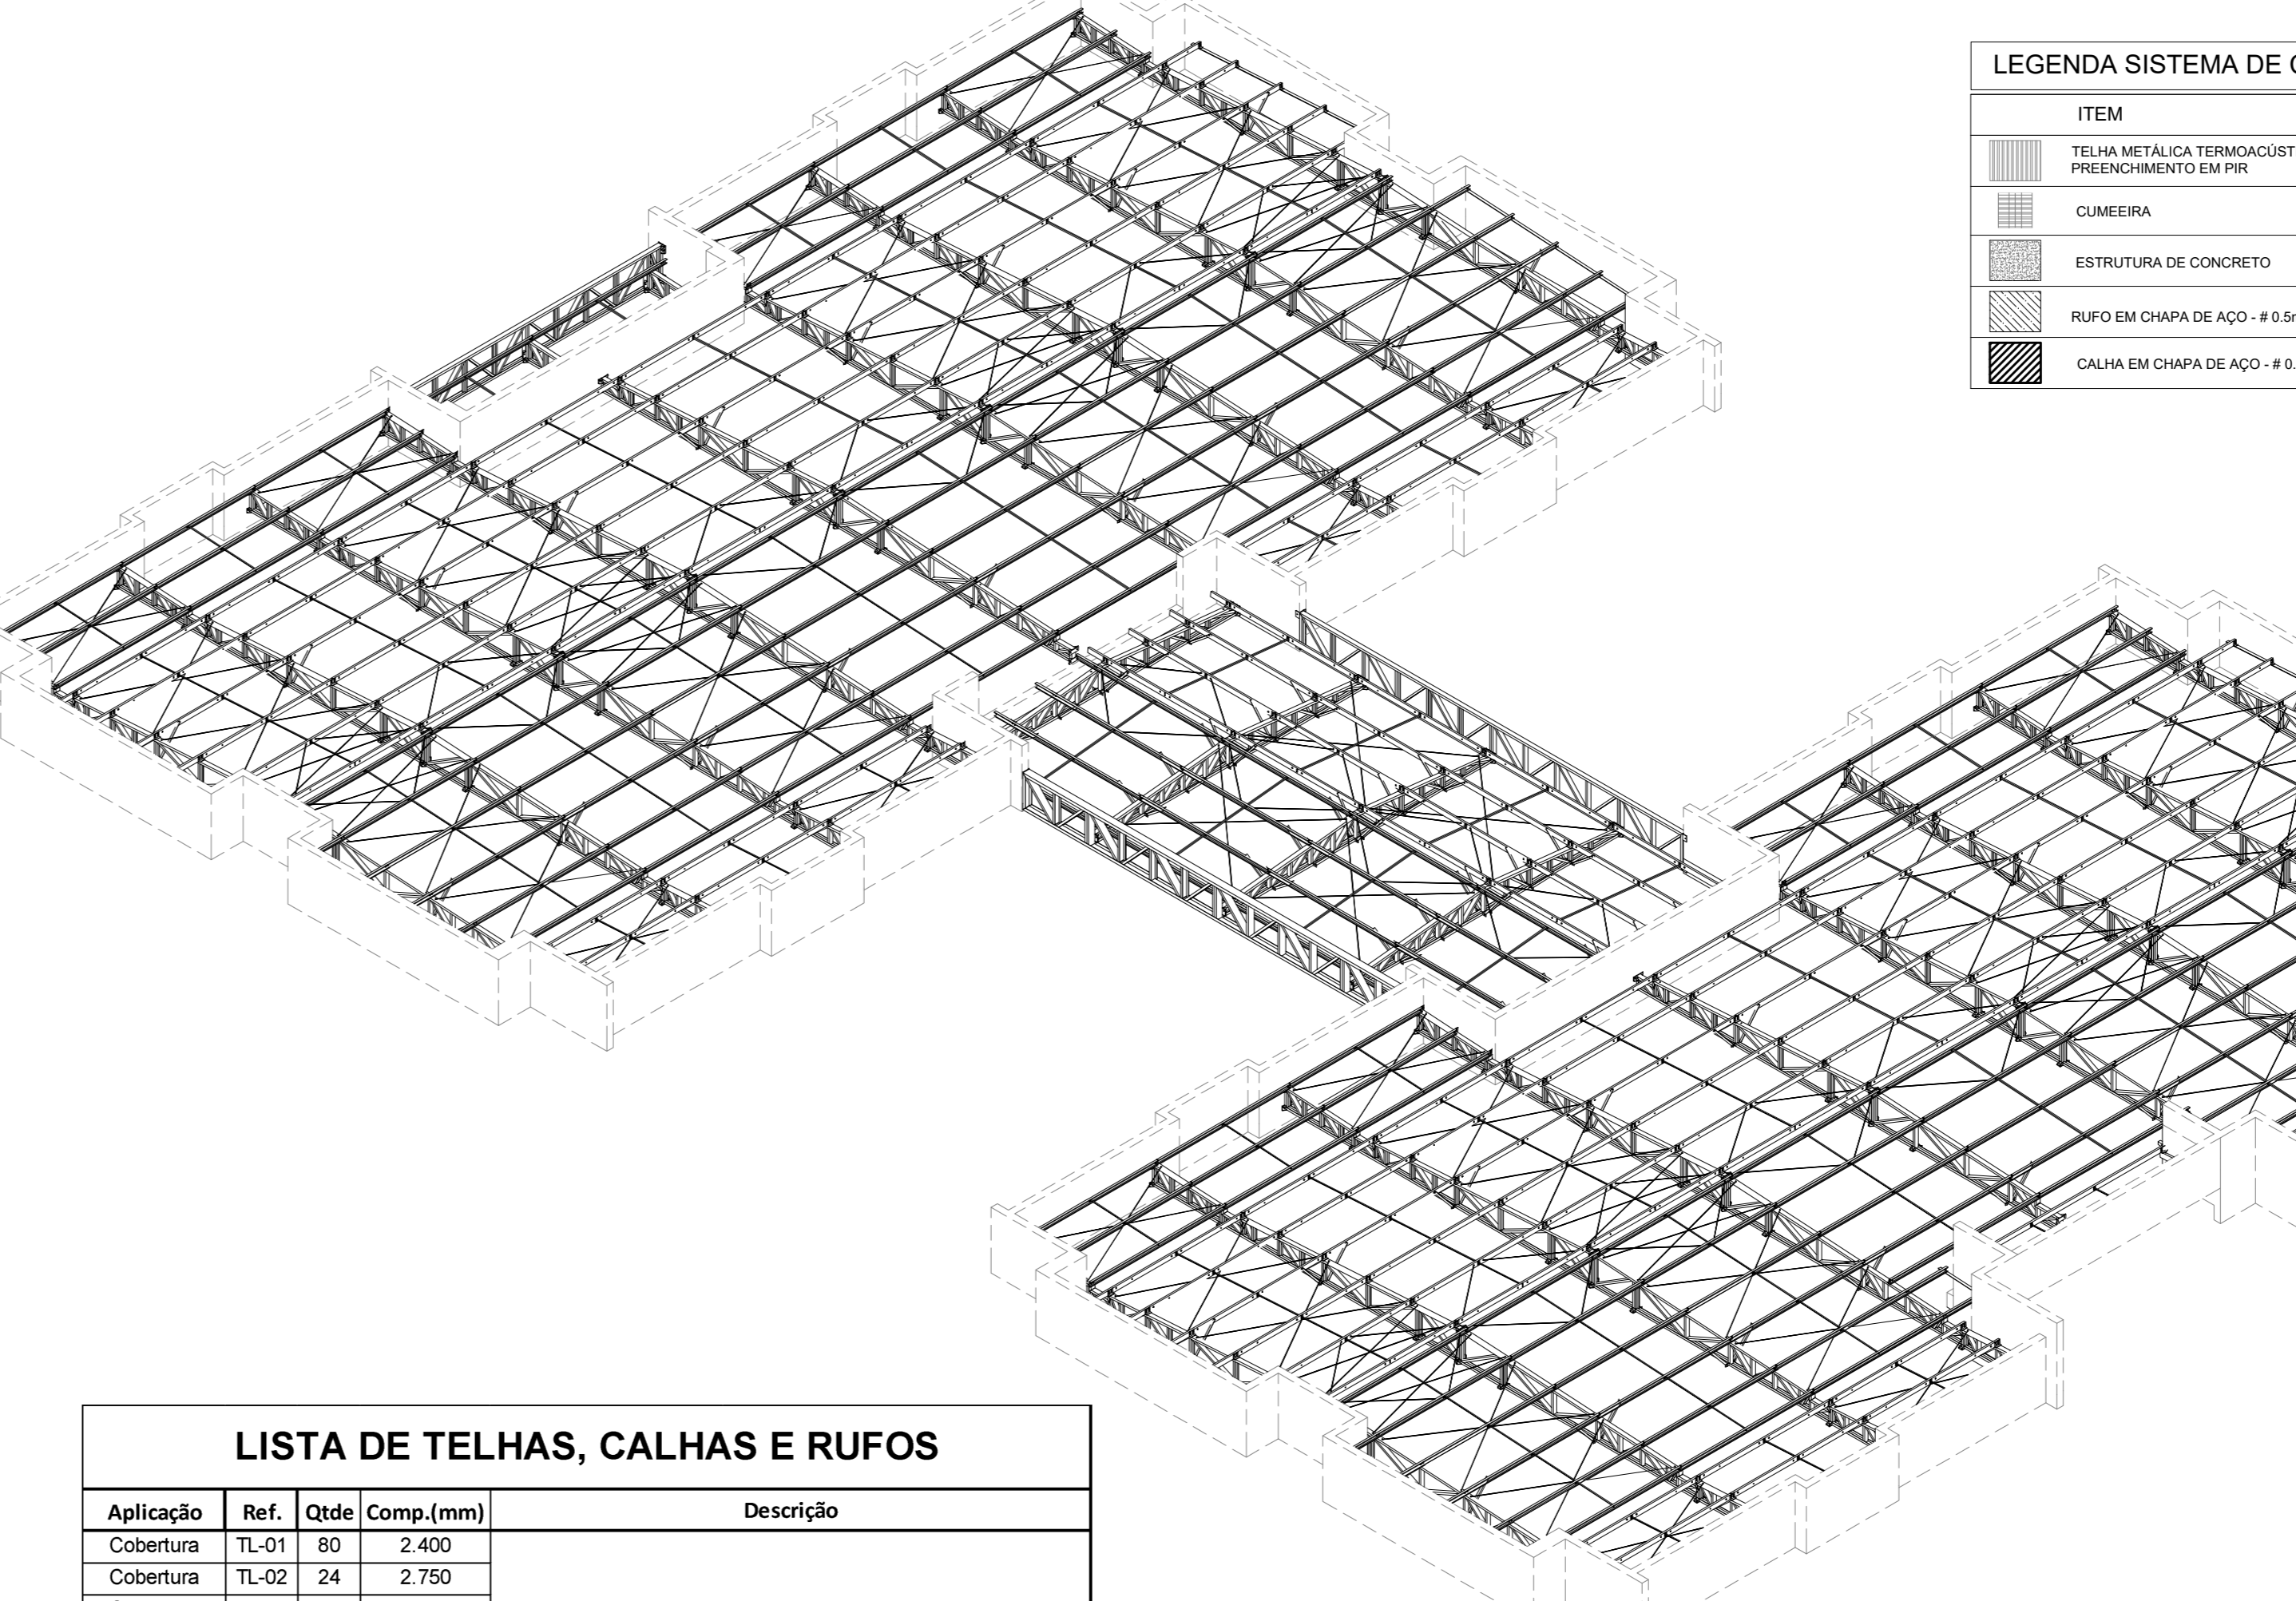 LEGENDA SISTEMA DE
ITEM
TELHA METÁLICA TERMOACÚST
PREENCHIMENTO EM PIR
CUMEEIRA
ESTRUTURA DE CONCRETO
RUFO EM CHAPA DE AÇO - # 0.5
CALHA EM CHAPA DE AÇO - # 0.
LISTA DE TELHAS, CALHAS E RUFOS
Aplicação Ref. Qtde Comp.(mm) Descrição
Cobertura TL-01 80 2.400
Cobertura TL-02 24 2.750